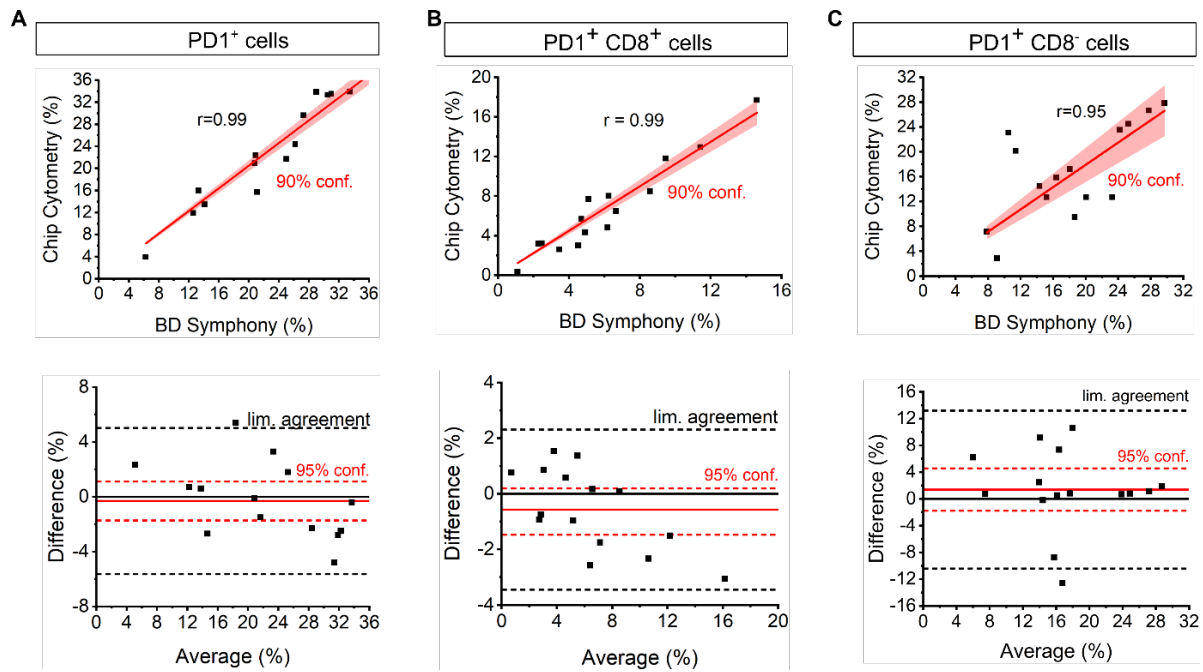 A
PD1⁺ cells
Chip Cytometry (%)
36
32
28
24
20
16
12
8
4
0
r=0.99
90% conf.
0 4 8 12 16 20 24 28 32 36
BD Symphony (%)
B
PD1⁺ CD8⁺ cells
Chip Cytometry (%)
20
16
12
8
4
0
r = 0.99
90% conf.
0 4 8 12 16
BD Symphony (%)
C
PD1⁺ CD8⁻ cells
Chip Cytometry (%)
32
28
24
20
16
12
8
4
0
r=0.95
90% conf.
0 4 8 12 16 20 24 28 32
BD Symphony (%)
Difference (%)
8
4
0
-4
-8
lim. agreement
95% conf.
0 4 8 12 16 20 24 28 32 36
Average (%)
Difference (%)
4
2
0
-2
-4
lim. agreement
95% conf.
0 4 8 12 16 20
Average (%)
Difference (%)
16
12
8
4
0
-4
-8
-12
-16
lim. agreement
95% conf.
0 4 8 12 16 20 24 28 32
Average (%)